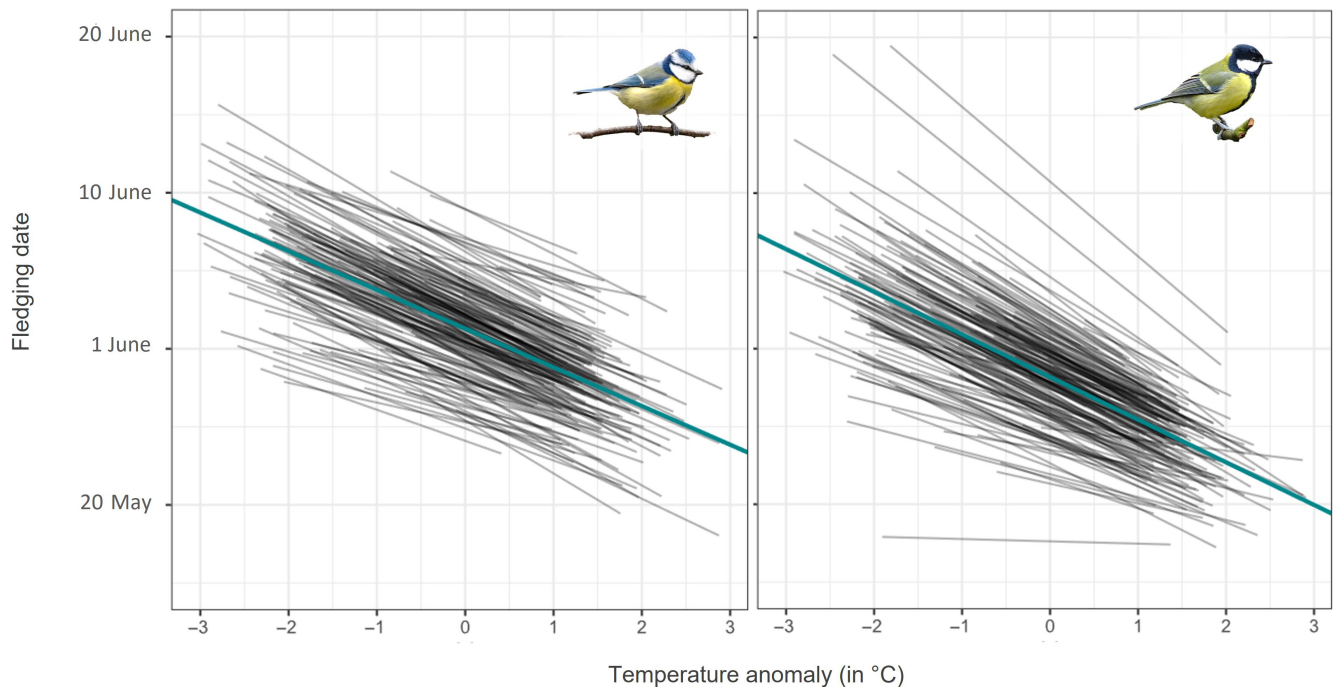 20 June
10 June
1 June
20 May
Fledging date
−3 −2 −1 0 1 2 3
−3 −2 −1 0 1 2 3
Temperature anomaly (in °C)